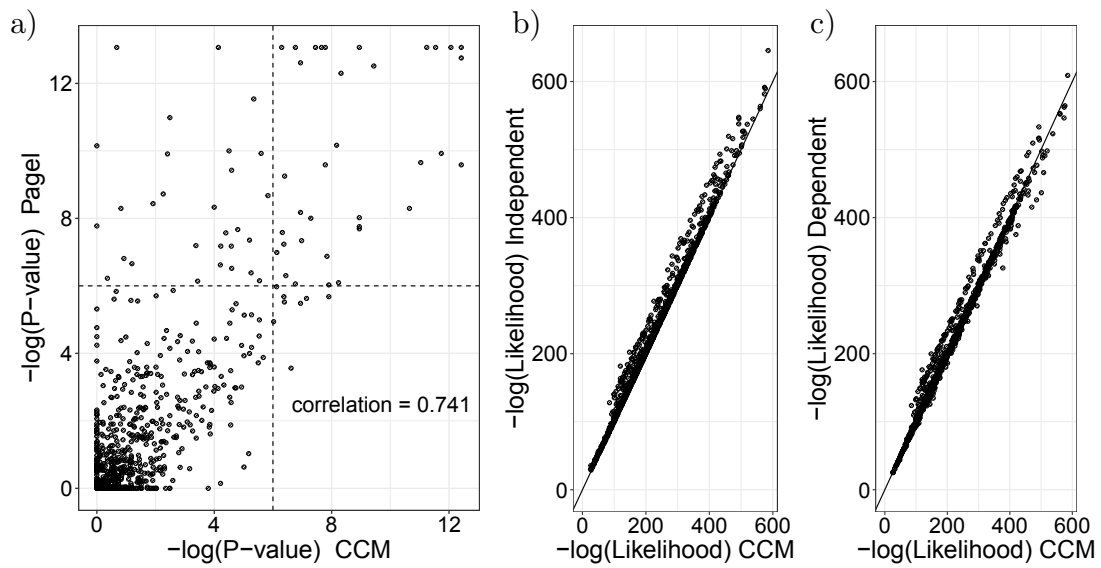 a)
−log(P−value) Pagel
12
8
4
0
correlation = 0.741
0 4 8 12
−log(P−value) CCM
b)
−log(Likelihood) Independent
600
400
200
0
0 200 400 600
−log(Likelihood) CCM
c)
−log(Likelihood) Dependent
600
400
200
0
0 200 400 600
−log(Likelihood) CCM